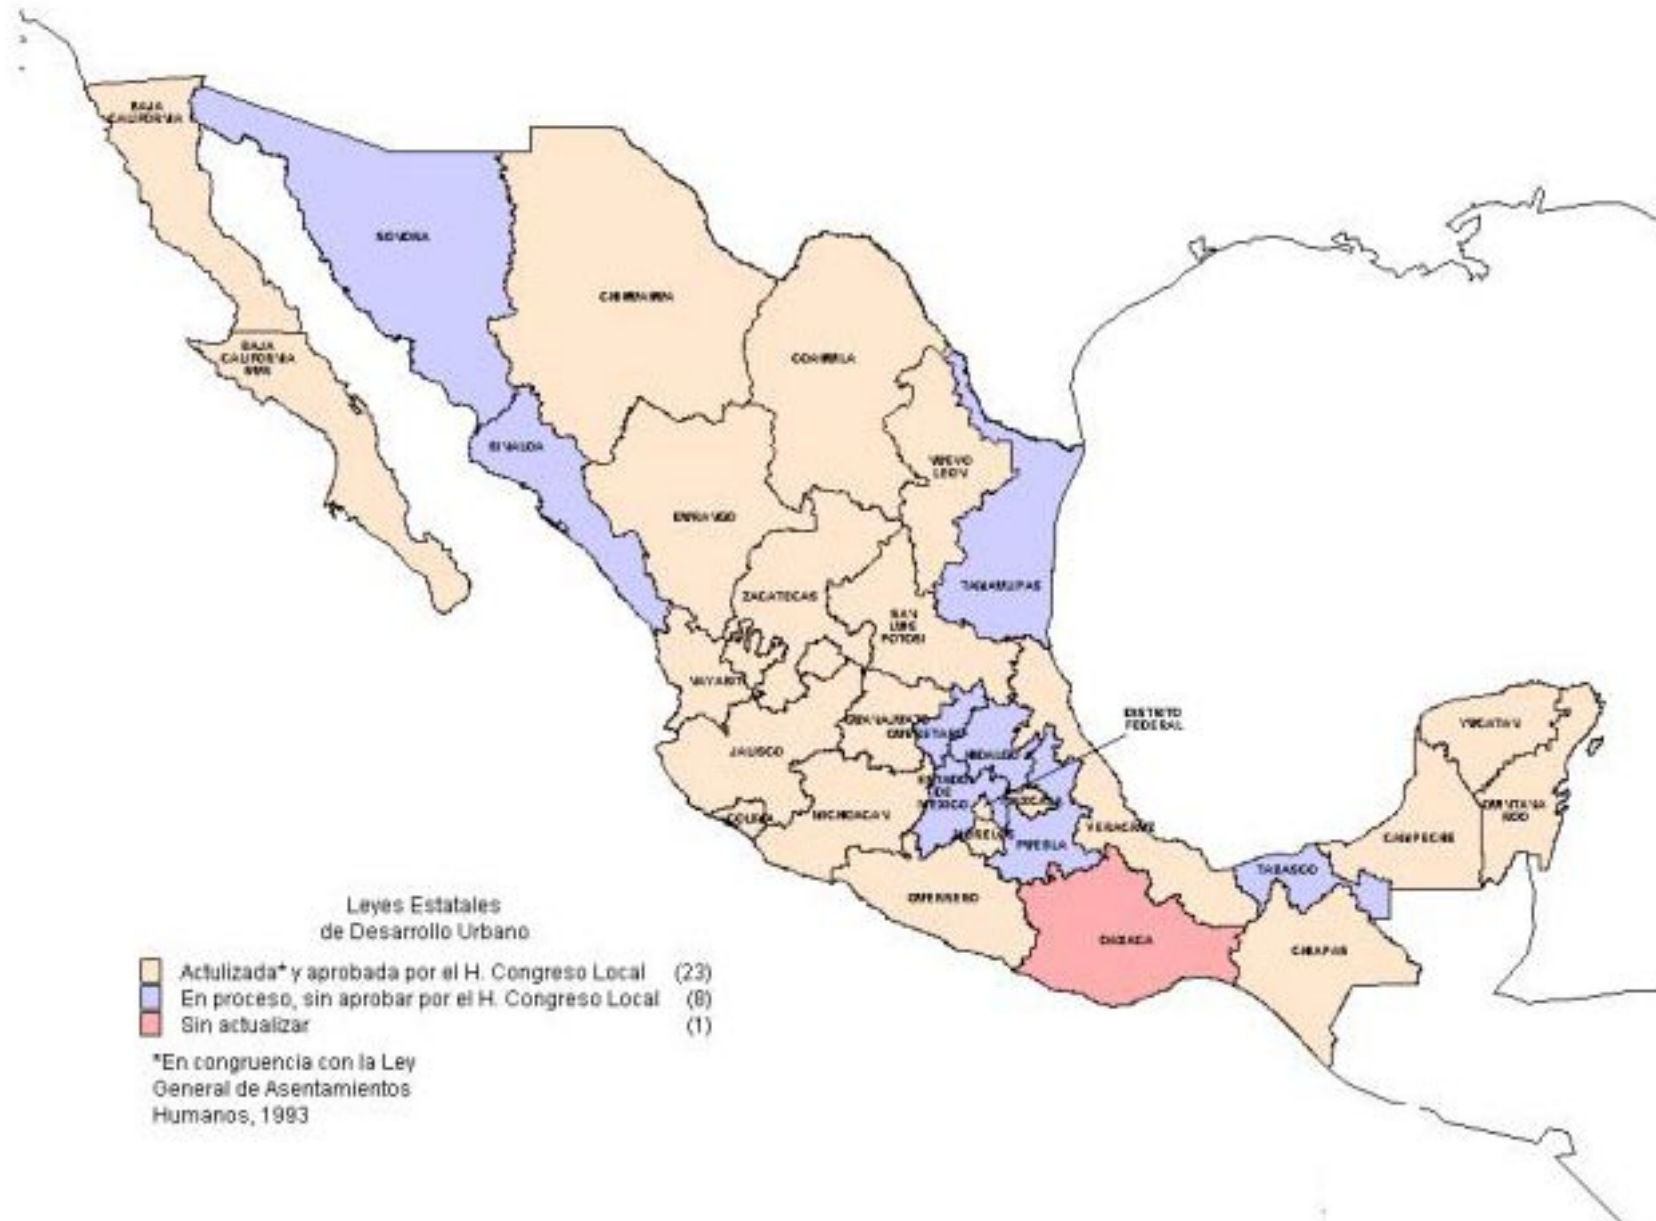 BAJA
CALIFORNIA
SONORA
CHIHUAHUA
COAHUILA
BAJA
CALIFORNIA
SUR
SINALOA
NUEVO
LEON
DURANGO
TAMAULIPAS
ZACATECAS
SAN
LUIS
POTOSI
NAYARIT
DISTRITO
FEDERAL
GUANAJUATO
QUERETARO
YUCATAN
JALISCO
HIDALGO
ESTADO
DE
MEXICO
TLAXCALA
QUINTANA
ROO
COLIMA
MICHOACAN
MORELOS
PUEBLA
VERACRUZ
CAMPECHE
TABASCO
GUERRERO
OAXACA
CHIAPAS
Leyes Estatales
de Desarrollo Urbano
Actulizada* y aprobada por el H. Congreso Local (23)
En proceso, sin aprobar por el H. Congreso Local (8)
Sin actualizar (1)
*En congruencia con la Ley
General de Asentamientos
Humanos, 1993